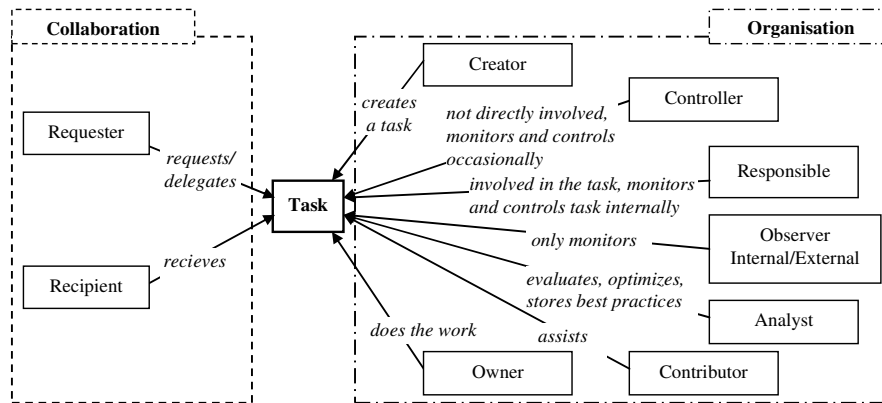 Collaboration
Organisation
Creator
creates
a task
Controller
not directly involved,
monitors and controls
occasionally
Requester
requests/
delegates
Responsible
involved in the task, monitors
and controls task internally
Task
Observer
Internal/External
only monitors
recieves
Recipient
evaluates, optimizes,
stores best practices
Analyst
does the work
assists
Owner
Contributor